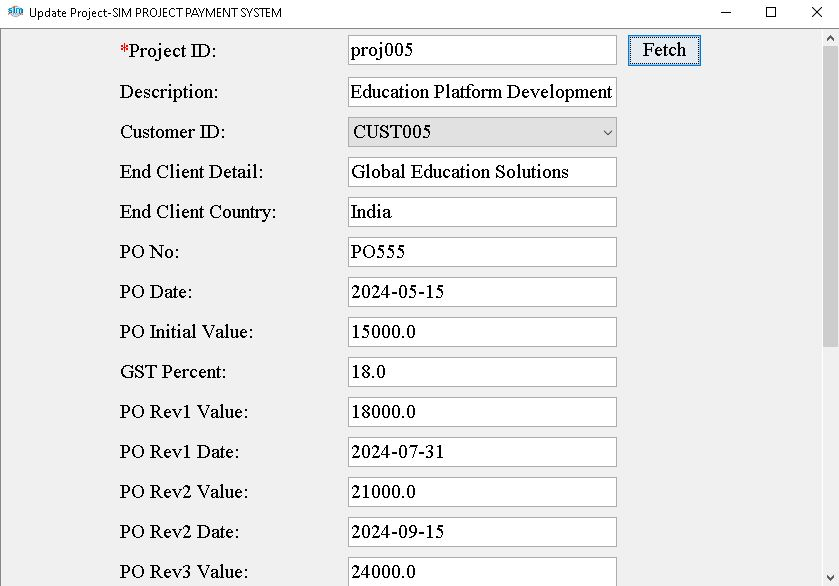 sim Update Project-SIM PROJECT PAYMENT SYSTEM
*Project ID: proj005 Fetch
Description: Education Platform Development
Customer ID: CUST005
End Client Detail: Global Education Solutions
End Client Country: India
PO No: PO555
PO Date: 2024-05-15
PO Initial Value: 15000.0
GST Percent: 18.0
PO Rev1 Value: 18000.0
PO Rev1 Date: 2024-07-31
PO Rev2 Value: 21000.0
PO Rev2 Date: 2024-09-15
PO Rev3 Value: 24000.0